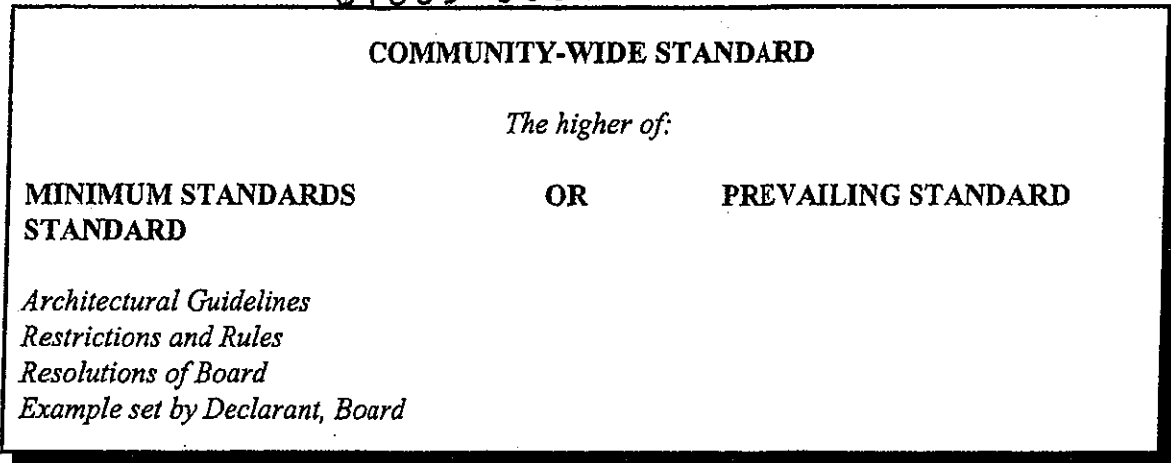 COMMUNITY-WIDE STANDARD
The higher of:
MINIMUM STANDARDS OR PREVAILING STANDARD
STANDARD
Architectural Guidelines
Restrictions and Rules
Resolutions of Board
Example set by Declarant, Board